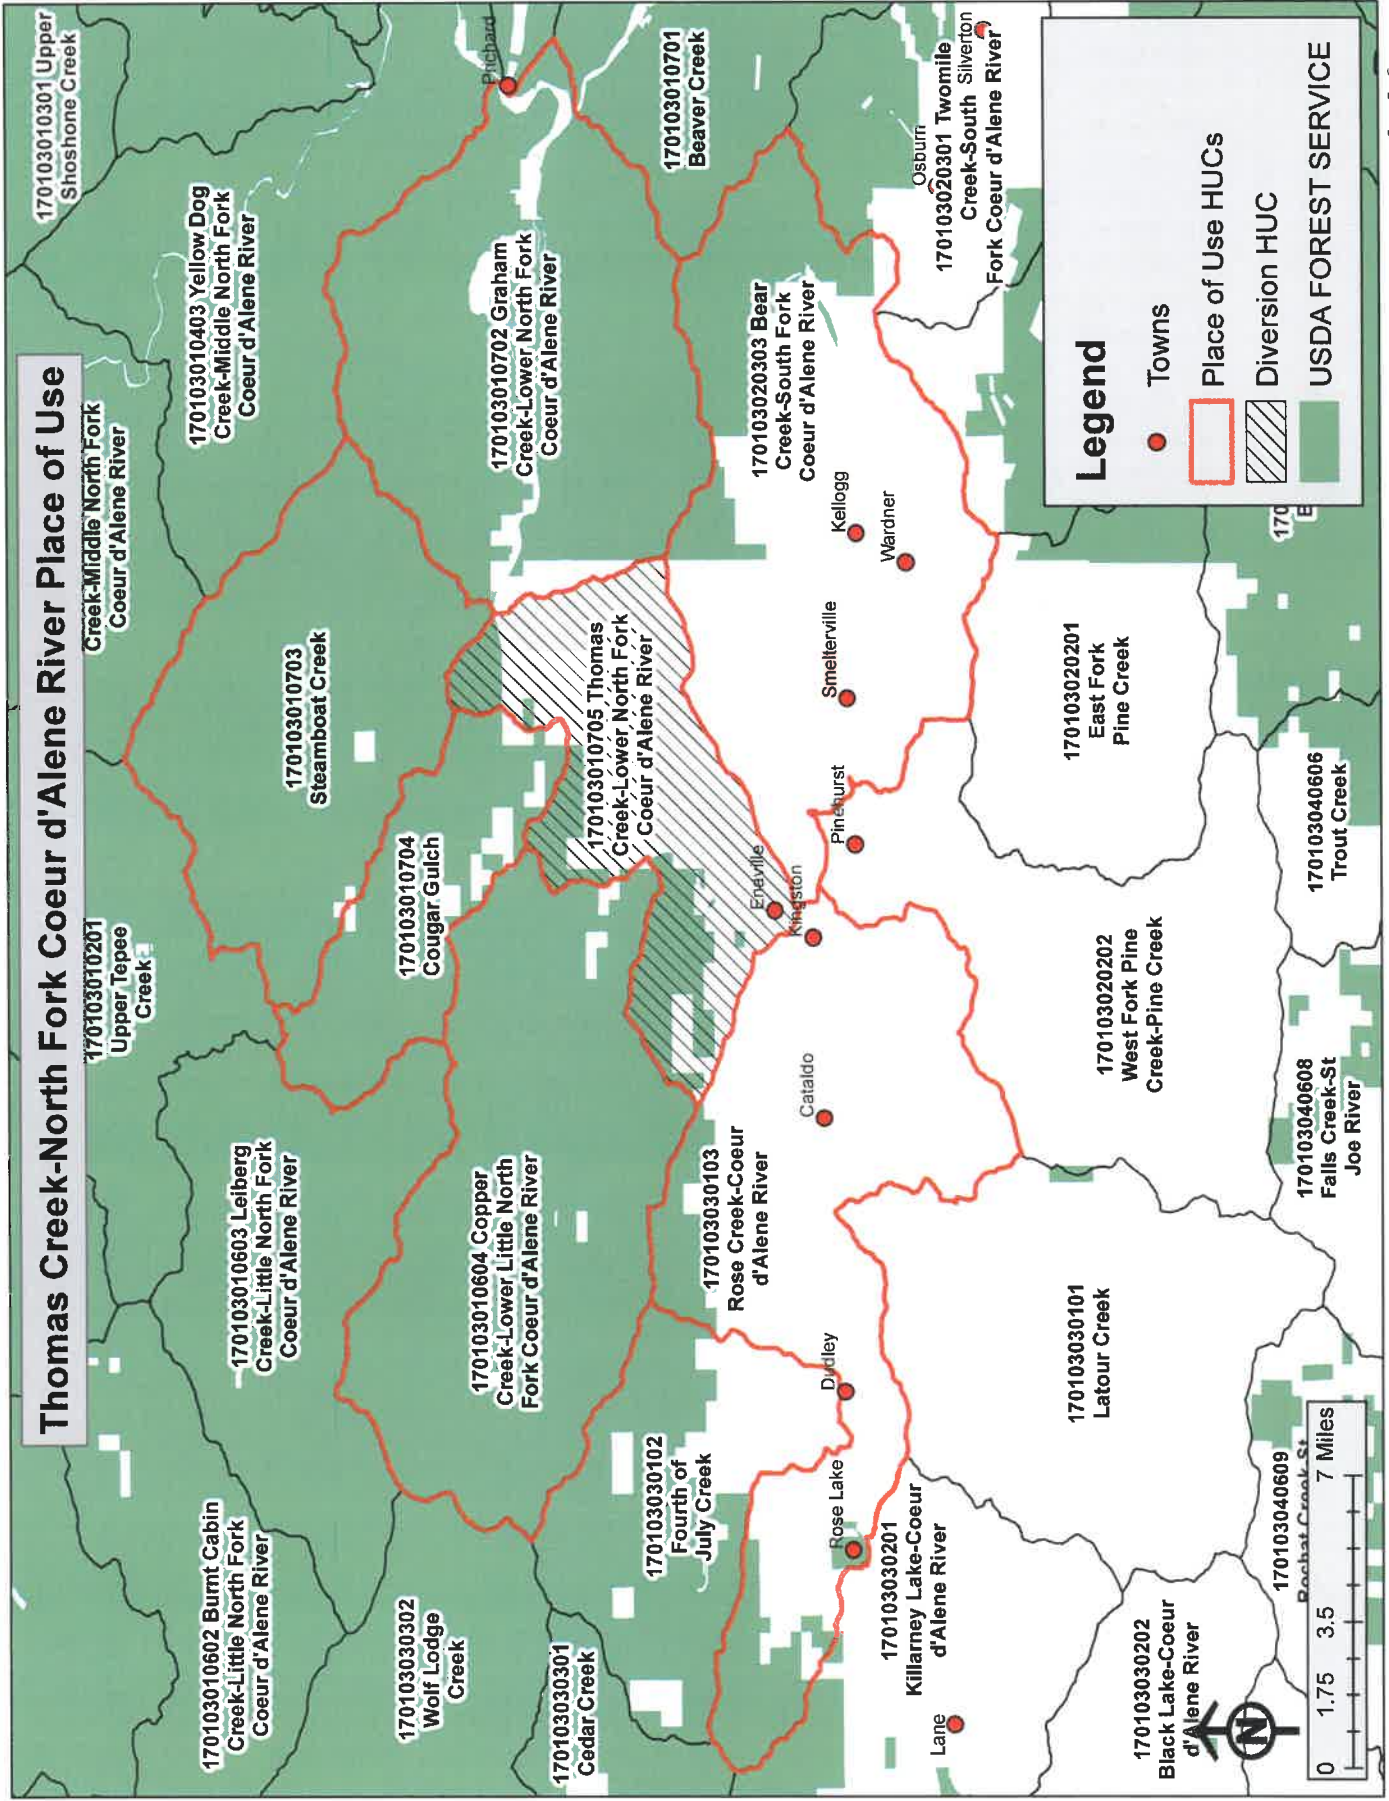 Thomas Creek-North Fork Coeur d'Alene River Place of Use
170103010301 Upper
Shoshone Creek
Creek-Middle North Fork
Coeur d'Alene River
170103010403 Yellow Dog
Creek-Middle North Fork
Coeur d'Alene River
170103010201
Upper Tepee
Creek
170103010602 Burnt Cabin
Creek-Little North Fork
Coeur d'Alene River
170103010603 Leiberg
Creek-Little North Fork
Coeur d'Alene River
170103010703
Steamboat Creek
170103010704
Cougar Gulch
170103010702 Graham
Creek-Lower North Fork
Coeur d'Alene River
Prichard
170103010701
Beaver Creek
170103030302
Wolf Lodge
Creek
170103010604 Copper
Creek-Lower Little North
Fork Coeur d'Alene River
170103010705 Thomas
Creek-Lower North Fork
Coeur d'Alene River
170103030301
Cedar Creek
170103030102
Fourth of
July Creek
170103030103
Rose Creek-Coeur
d'Alene River
170103020303 Bear
Creek-South Fork
Coeur d'Alene River
Enaville
Kingston
Cataldo
Pinehurst
Smelterville
Kellogg
Wardner
Osburn
Silverton
170103020301 Twomile
Creek-South
Fork Coeur d'Alene River
Dudley
Rose Lake
170103030201
Killarney Lake-Coeur
d'Alene River
Lane
170103030101
Latour Creek
170103020202
West Fork Pine
Creek-Pine Creek
170103020201
East Fork
Pine Creek
170103030202
Black Lake-Coeur
d'Alene River
170103040609
Rochat Creek-St
170103040608
Falls Creek-St
Joe River
170103040606
Trout Creek
170
E
N
0 1.75 3.5 7 Miles
Legend
Towns
Place of Use HUCs
Diversion HUC
USDA FOREST SERVICE